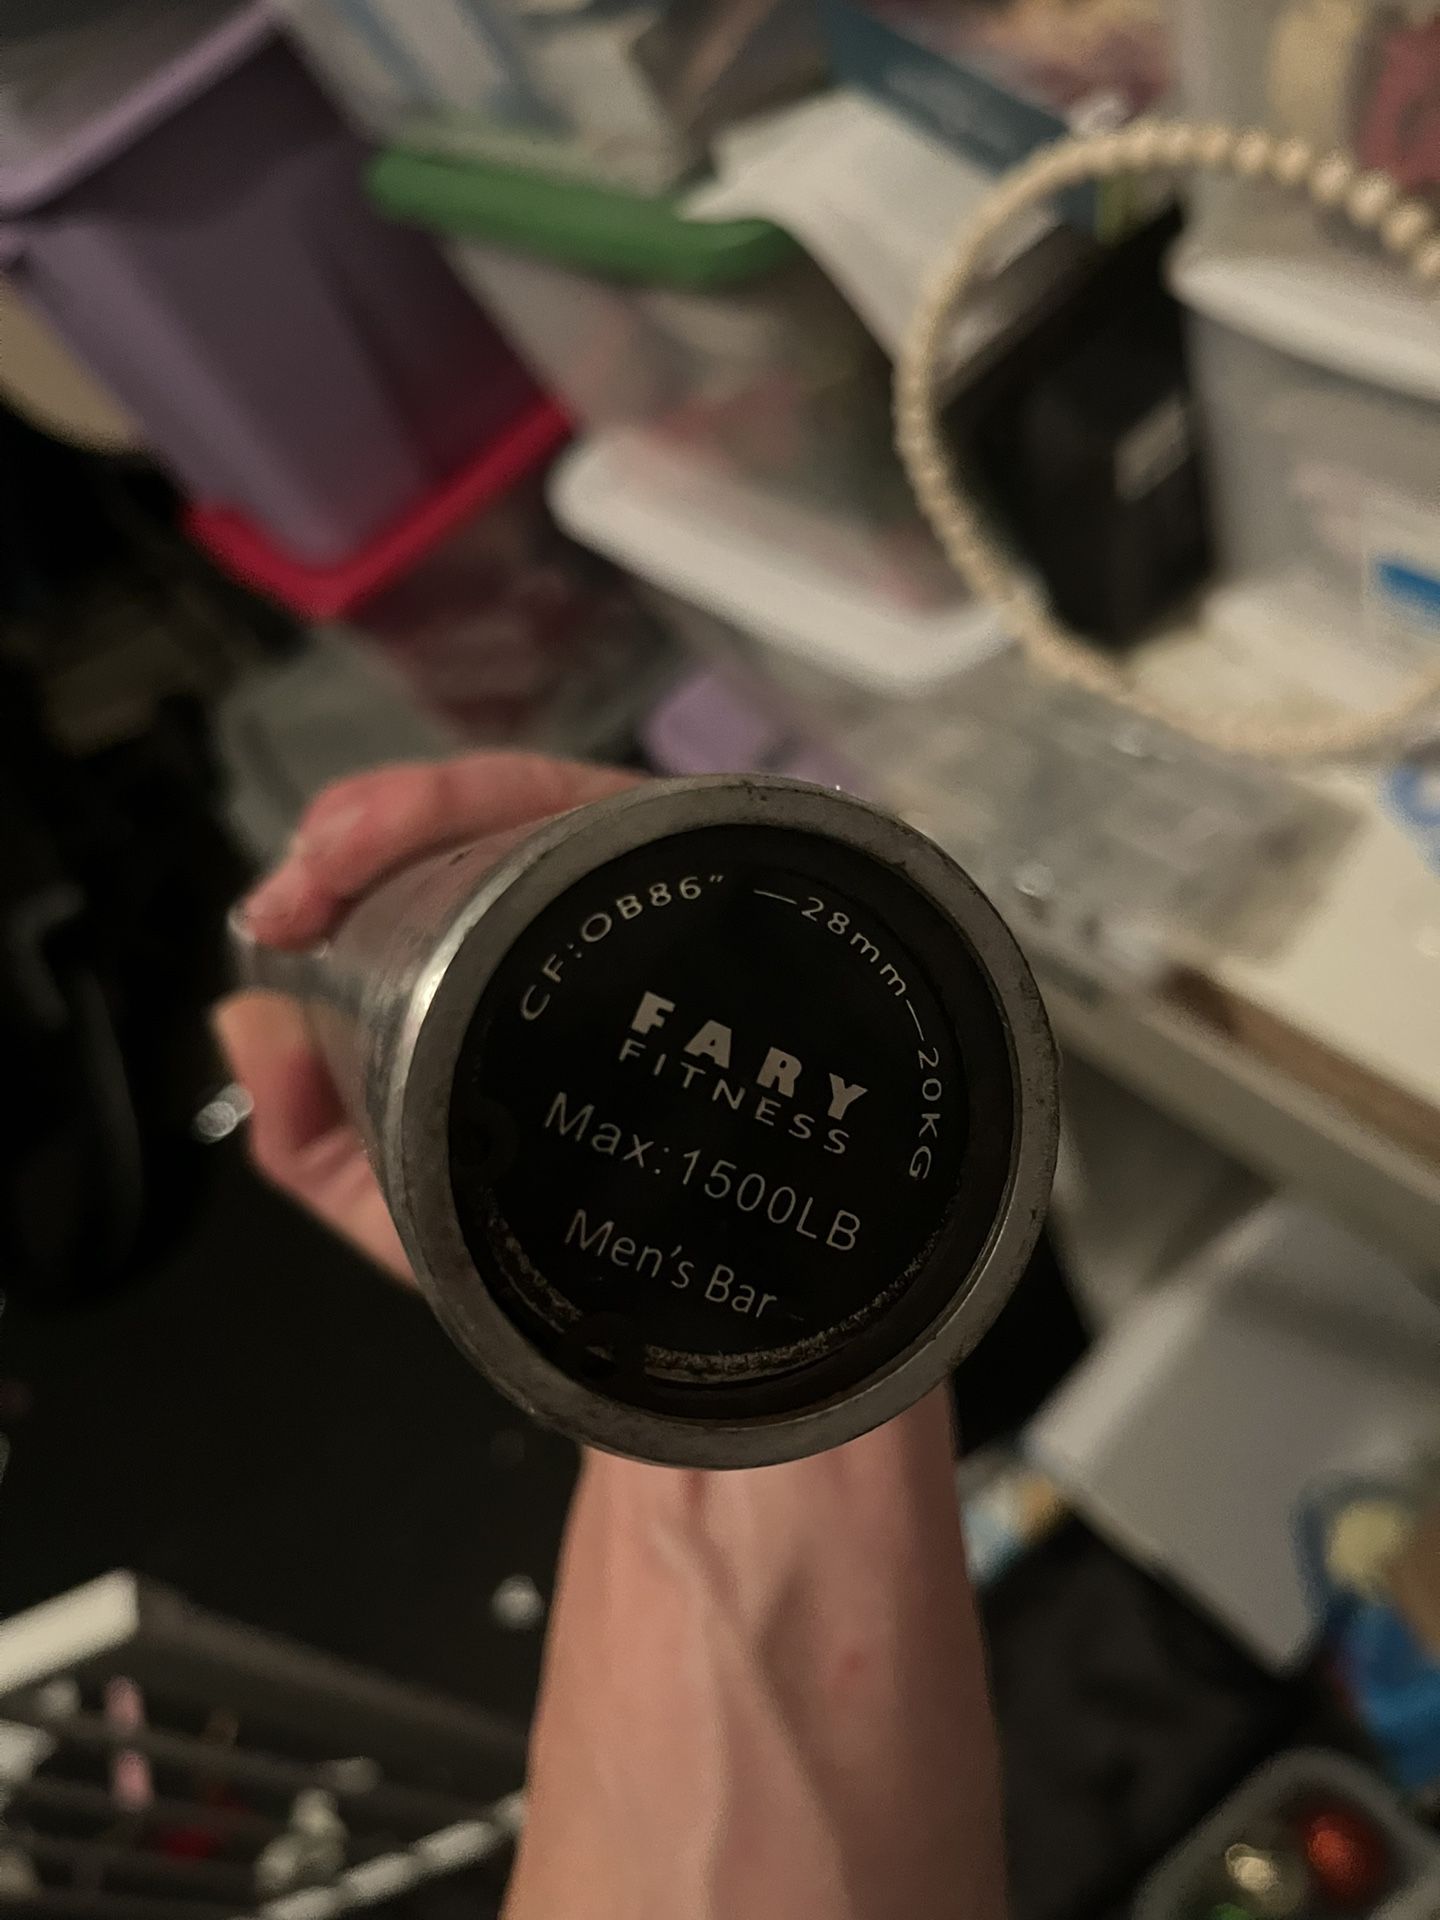 CF:OB86" —28mm—20KG
FARY
FITNESS
Max:1500LB
Men's Bar